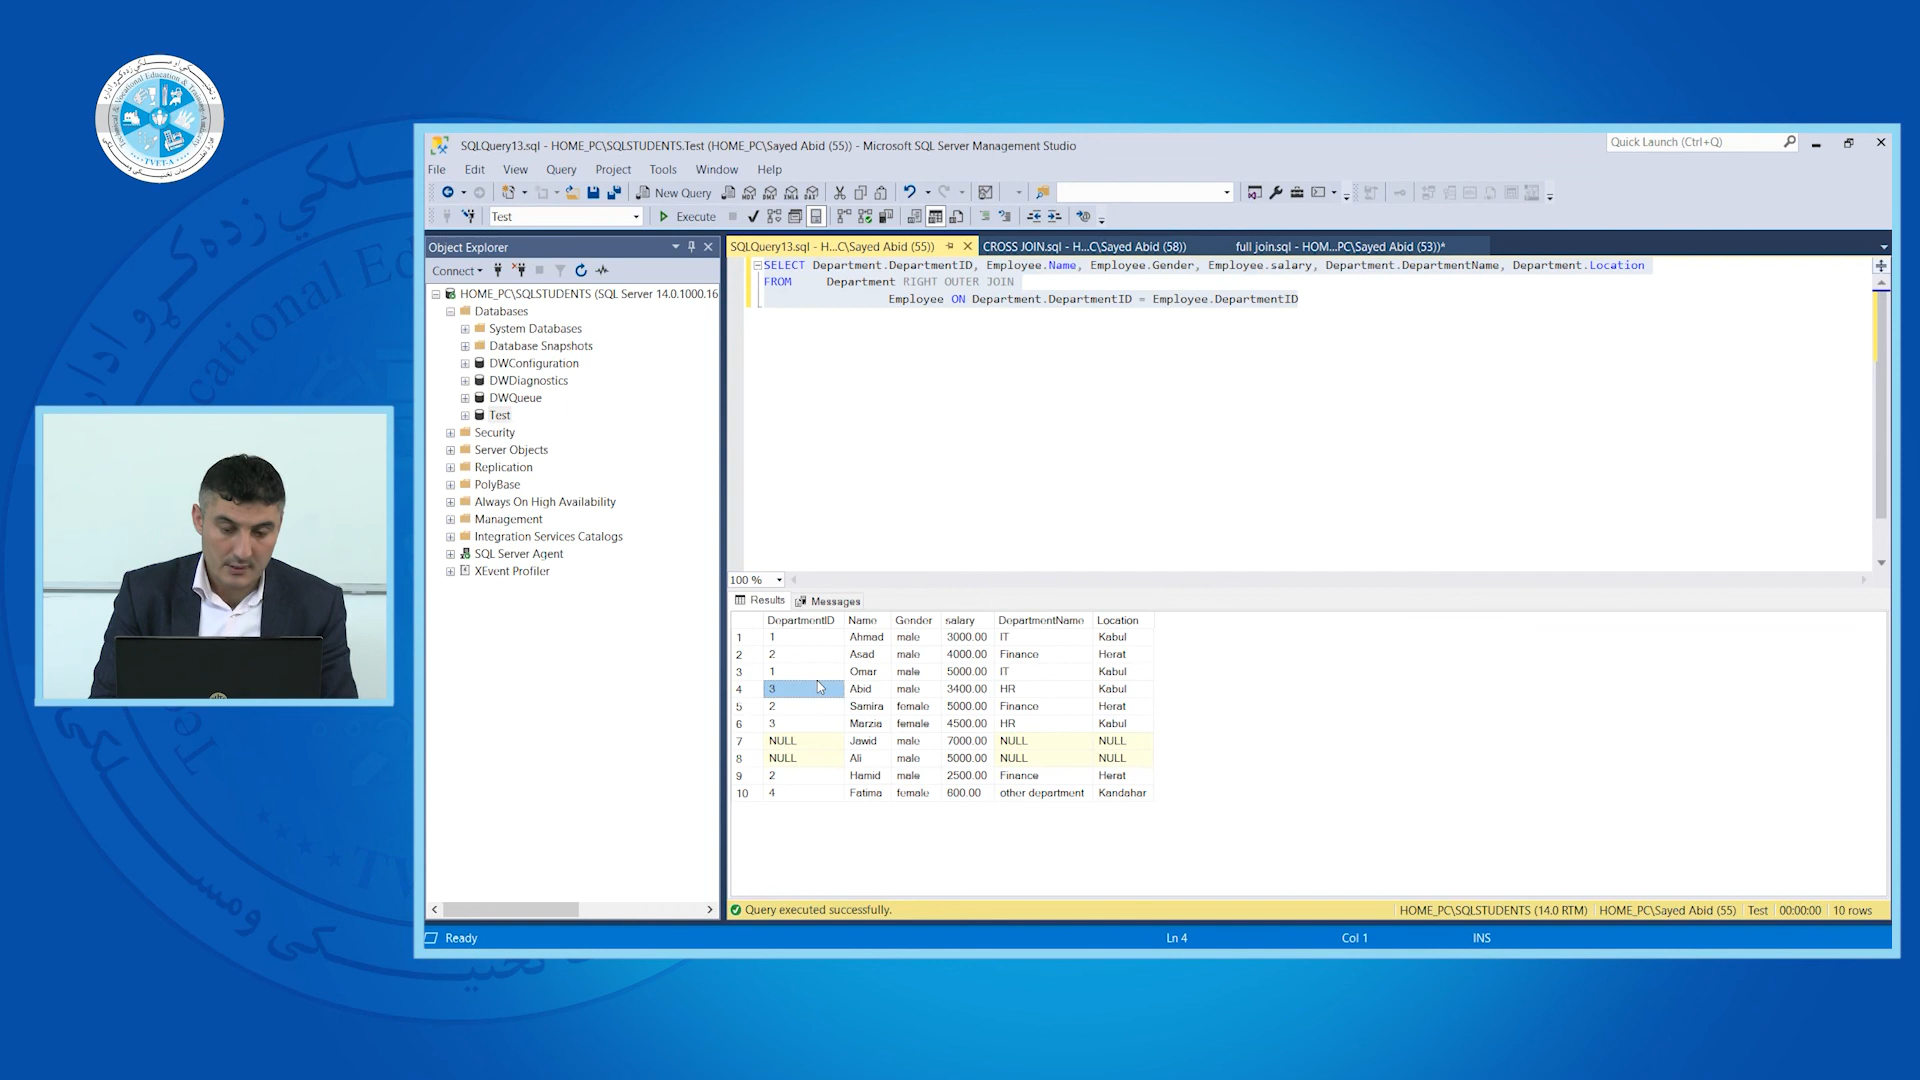 Technical & Vocational Education & Training Authority
TVET-A
SQLQuery13.sql - HOME_PC\SQLSTUDENTS.Test (HOME_PC\Sayed Abid (55)) - Microsoft SQL Server Management Studio
Quick Launch (Ctrl+Q)
File Edit View Query Project Tools Window Help
New Query
Test
Execute
Object Explorer
SQLQuery13.sql - H...C\Sayed Abid (55))
CROSS JOIN.sql - H...C\Sayed Abid (58))
full join.sql - HOM...PC\Sayed Abid (53))*
Connect
HOME_PC\SQLSTUDENTS (SQL Server 14.0.1000.16
Databases
System Databases
Database Snapshots
DWConfiguration
DWDiagnostics
DWQueue
Test
Security
Server Objects
Replication
PolyBase
Always On High Availability
Management
Integration Services Catalogs
SQL Server Agent
XEvent Profiler
SELECT Department.DepartmentID, Employee.Name, Employee.Gender, Employee.salary, Department.DepartmentName, Department.Location
FROM Department RIGHT OUTER JOIN
Employee ON Department.DepartmentID = Employee.DepartmentID
100 %
Results Messages
DepartmentID Name Gender salary DepartmentName Location
1 1 Ahmad male 3000.00 IT Kabul
2 2 Asad male 4000.00 Finance Herat
3 1 Omar male 5000.00 IT Kabul
4 3 Abid male 3400.00 HR Kabul
5 2 Samira female 5000.00 Finance Herat
6 3 Marzia female 4500.00 HR Kabul
7 NULL Jawid male 7000.00 NULL NULL
8 NULL Ali male 5000.00 NULL NULL
9 2 Hamid male 2500.00 Finance Herat
10 4 Fatima female 600.00 other department Kandahar
Query executed successfully.
HOME_PC\SQLSTUDENTS (14.0 RTM) HOME_PC\Sayed Abid (55) Test 00:00:00 10 rows
Ready
Ln 4 Col 1 INS